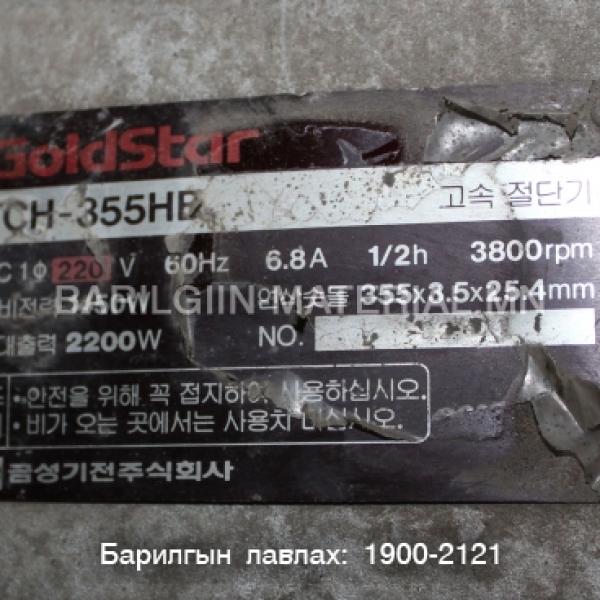 GoldStar
CH-355HB 고속 절단기
C 1Φ 220 V 60Hz 6.8 A 1/2h 3800rpm
355x3.5x25.4mm
BARILGIIN-MATERIAL.MN
대출력 2200W NO.
·안전을 위해 꼭 접지하여 사용하십시오.
·비가 오는 곳에서는 사용치 마십시오.
금성기전주식회사
Барилгын лавлах: 1900-2121